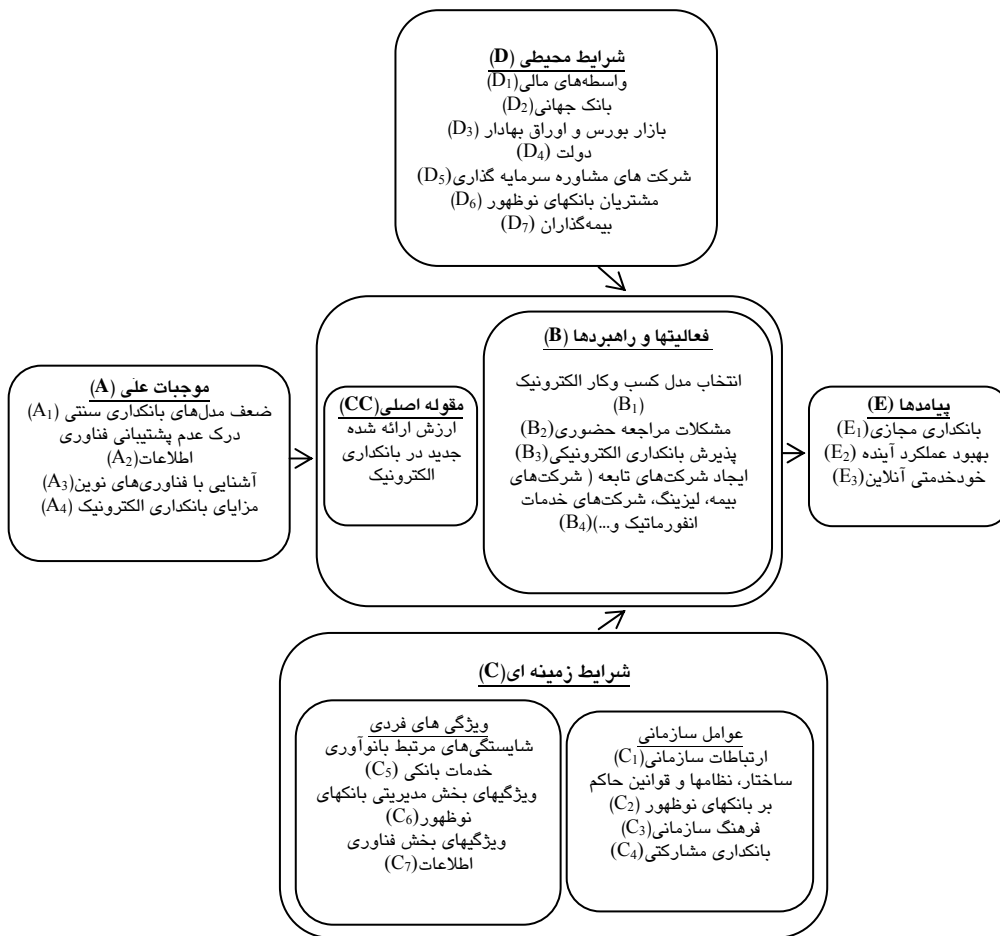 شرایط محیطی (D)
واسطه‌های مالی(D1)
بانک جهانی(D2)
بازار بورس و اوراق بهادار (D3)
دولت (D4)
شرکت های مشاوره سرمایه گذاری(D5)
مشتریان بانکهای نوظهور (D6)
بیمه‌گذاران (D7)
موجبات علّی (A)
ضعف مدل‌های بانکداری سنتی (A1)
درک عدم پشتیبانی فناوری
اطلاعات(A2)
آشنایی با فناوری‌های نوین(A3)
مزایای بانکداری الکترونیک (A4)
مقوله اصلی(CC)
ارزش ارائه شده
جدید در بانکداری
الکترونیک
فعالیتها و راهبردها (B)
انتخاب مدل کسب وکار الکترونیک
(B1)
مشکلات مراجعه حضوری(B2)
پذیرش بانکداری الکترونیکی(B3)
ایجاد شرکت‌های تابعه ( شرکت‌های
بیمه، لیزینگ، شرکت‌های خدمات
انفورماتیک و...)(B4)
پیامدها (E)
بانکداری مجازی(E1)
بهبود عملکرد آینده (E2)
خودخدمتی آنلاین(E3)
شرایط زمینه ای(C)
عوامل سازمانی
ارتباطات سازمانی(C1)
ساختار، نظامها و قوانین حاکم
بر بانکهای نوظهور (C2)
فرهنگ سازمانی(C3)
بانکداری مشارکتی(C4)
ویژگی های فردی
شایستگی‌های مرتبط بانوآوری
خدمات بانکی (C5)
ویژگیهای بخش مدیریتی بانکهای
نوظهور(C6)
ویژگیهای بخش فناوری
اطلاعات(C7)